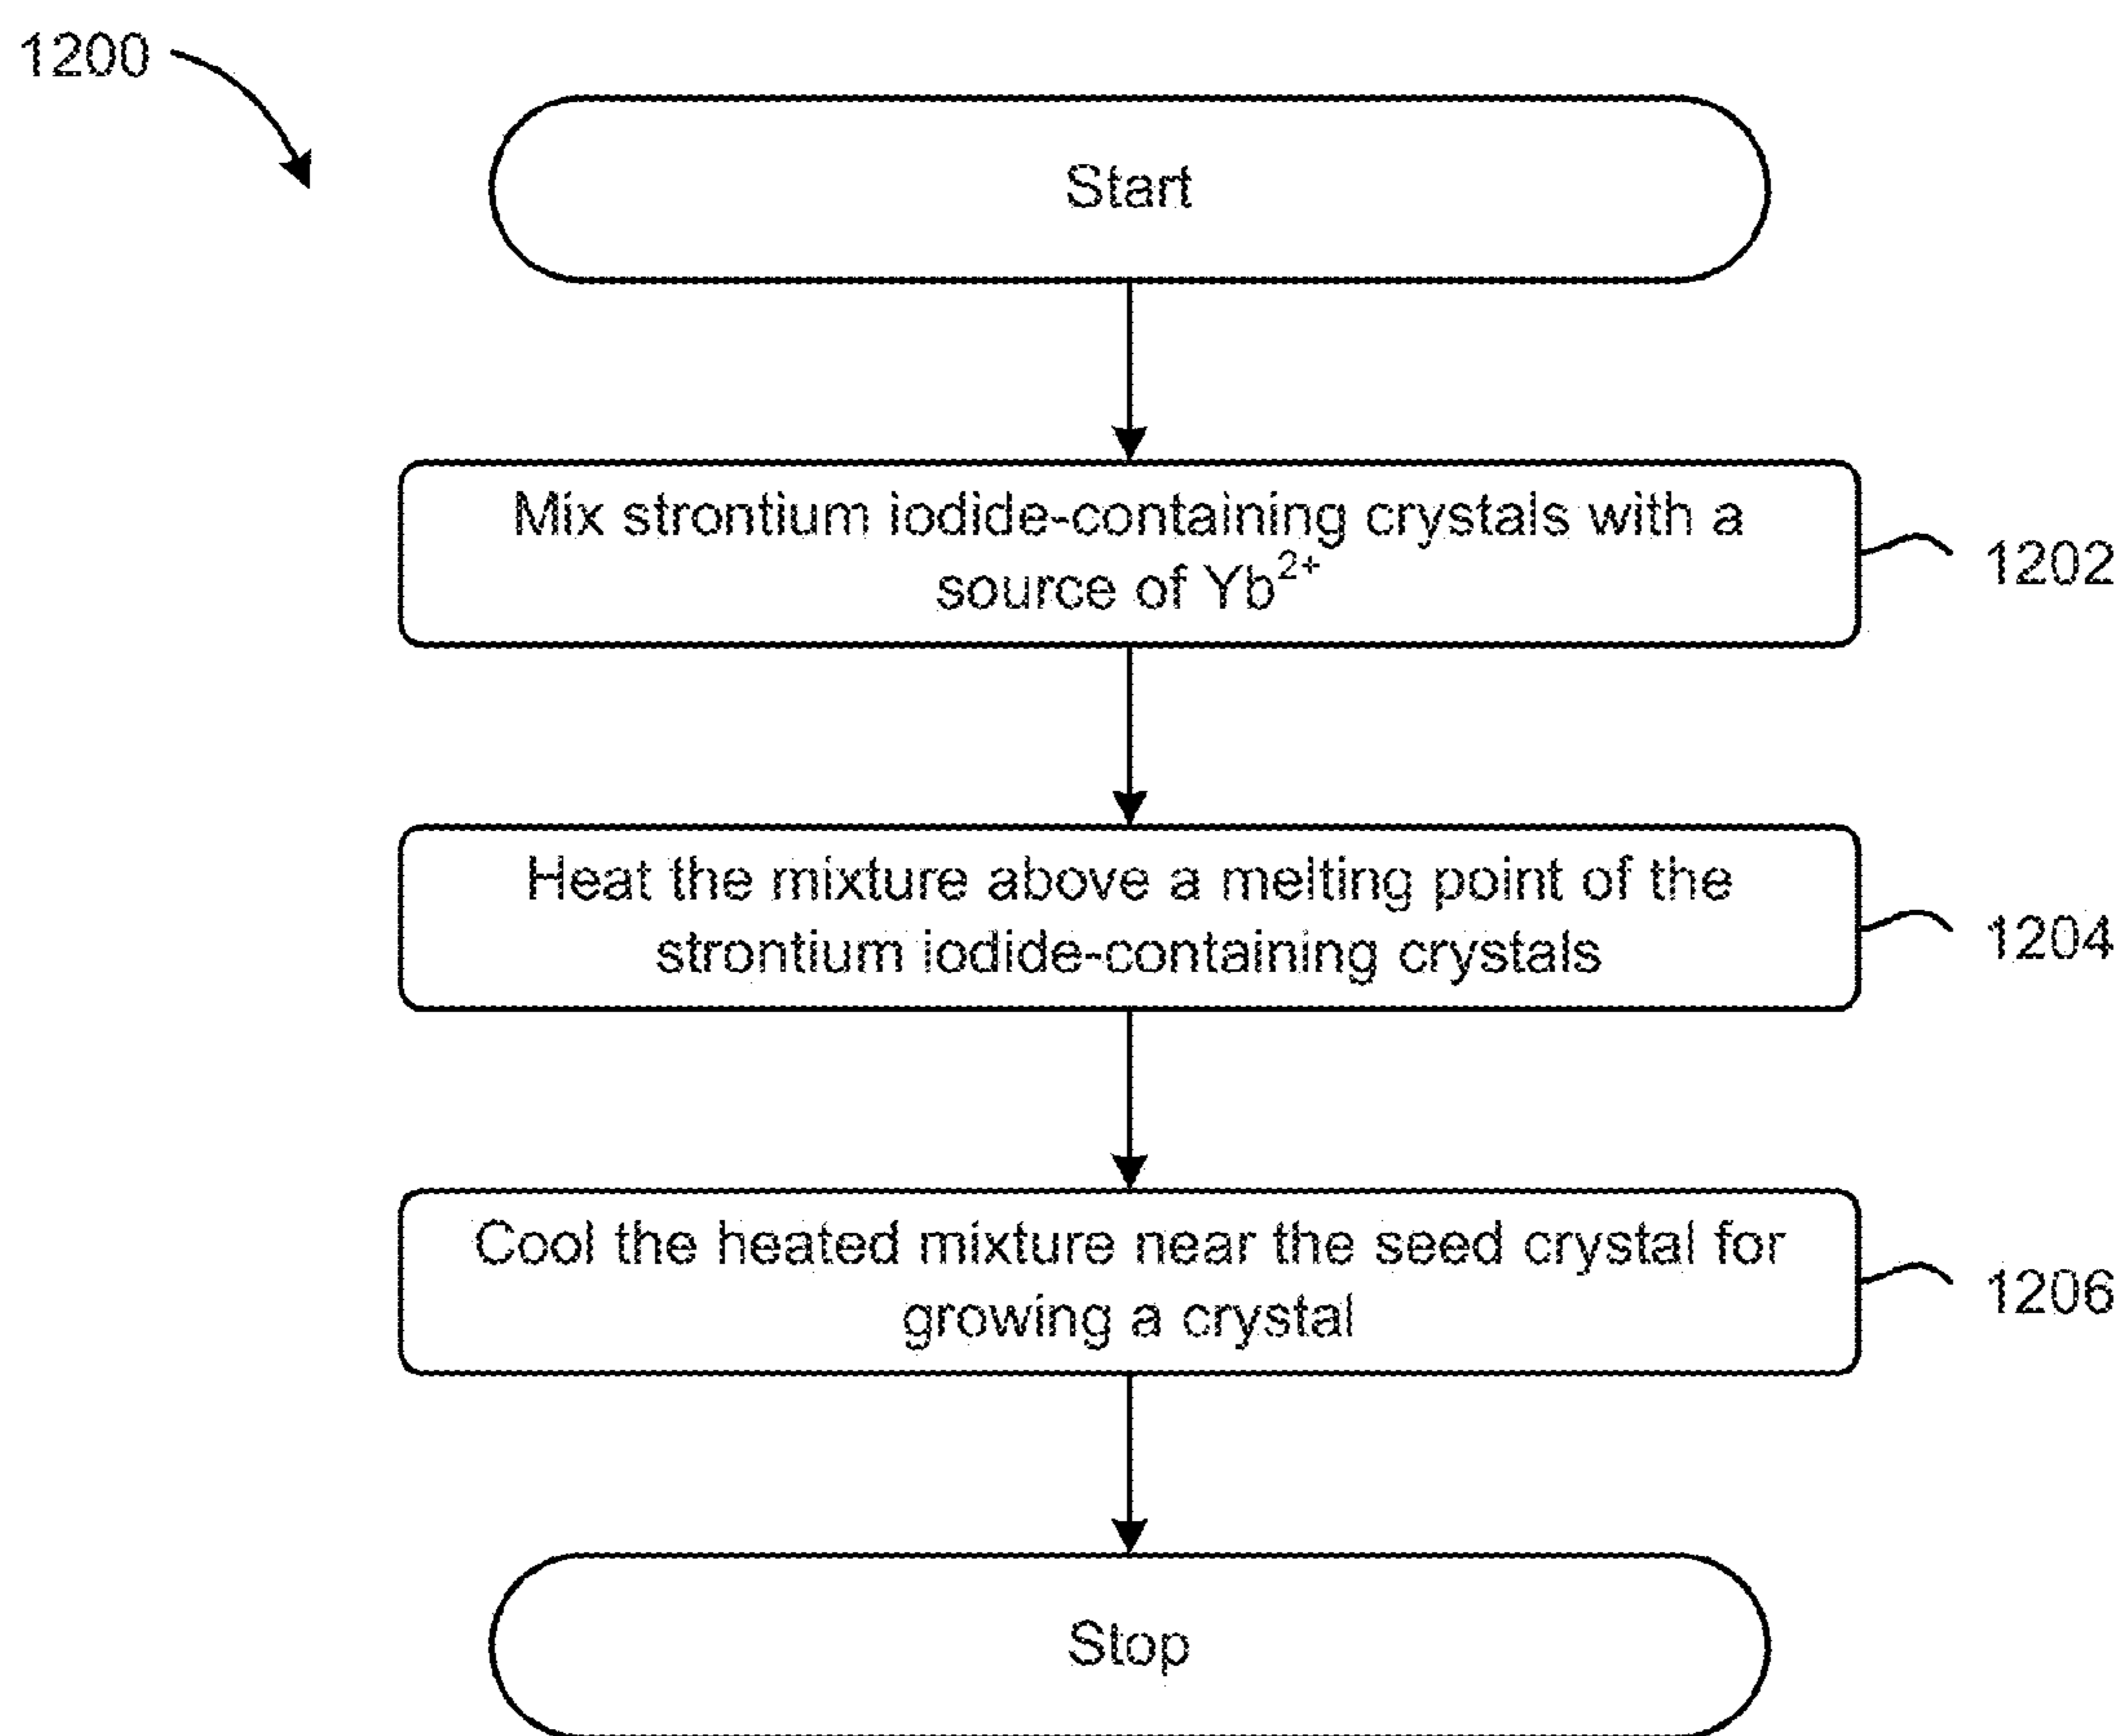 1200
Start
Mix strontium iodide-containing crystals with a
source of Yb²⁺
1202
Heat the mixture above a melting point of the
strontium iodide-containing crystals
1204
Cool the heated mixture near the seed crystal for
growing a crystal
1206
Stop